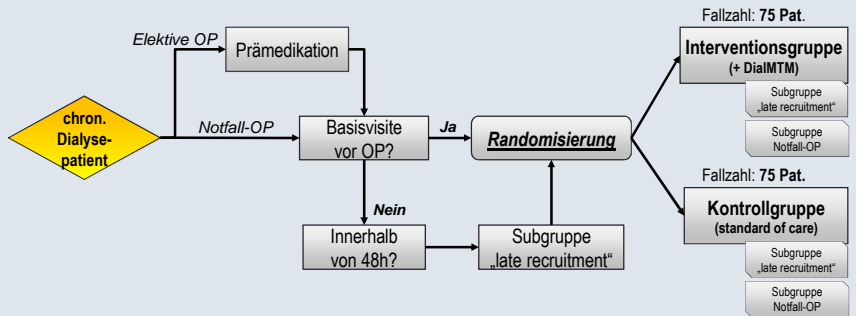 chron.
Dialyse-
patient
Elektive OP
Prämedikation
Notfall-OP
Basisvisite
vor OP?
Ja
Nein
Innerhalb
von 48h?
Subgruppe
„late recruitment“
Randomisierung
Fallzahl: 75 Pat.
Interventionsgruppe
(+ DialMTM)
Subgruppe
„late recruitment“
Subgruppe
Notfall-OP
Fallzahl: 75 Pat.
Kontrollgruppe
(standard of care)
Subgruppe
„late recruitment“
Subgruppe
Notfall-OP